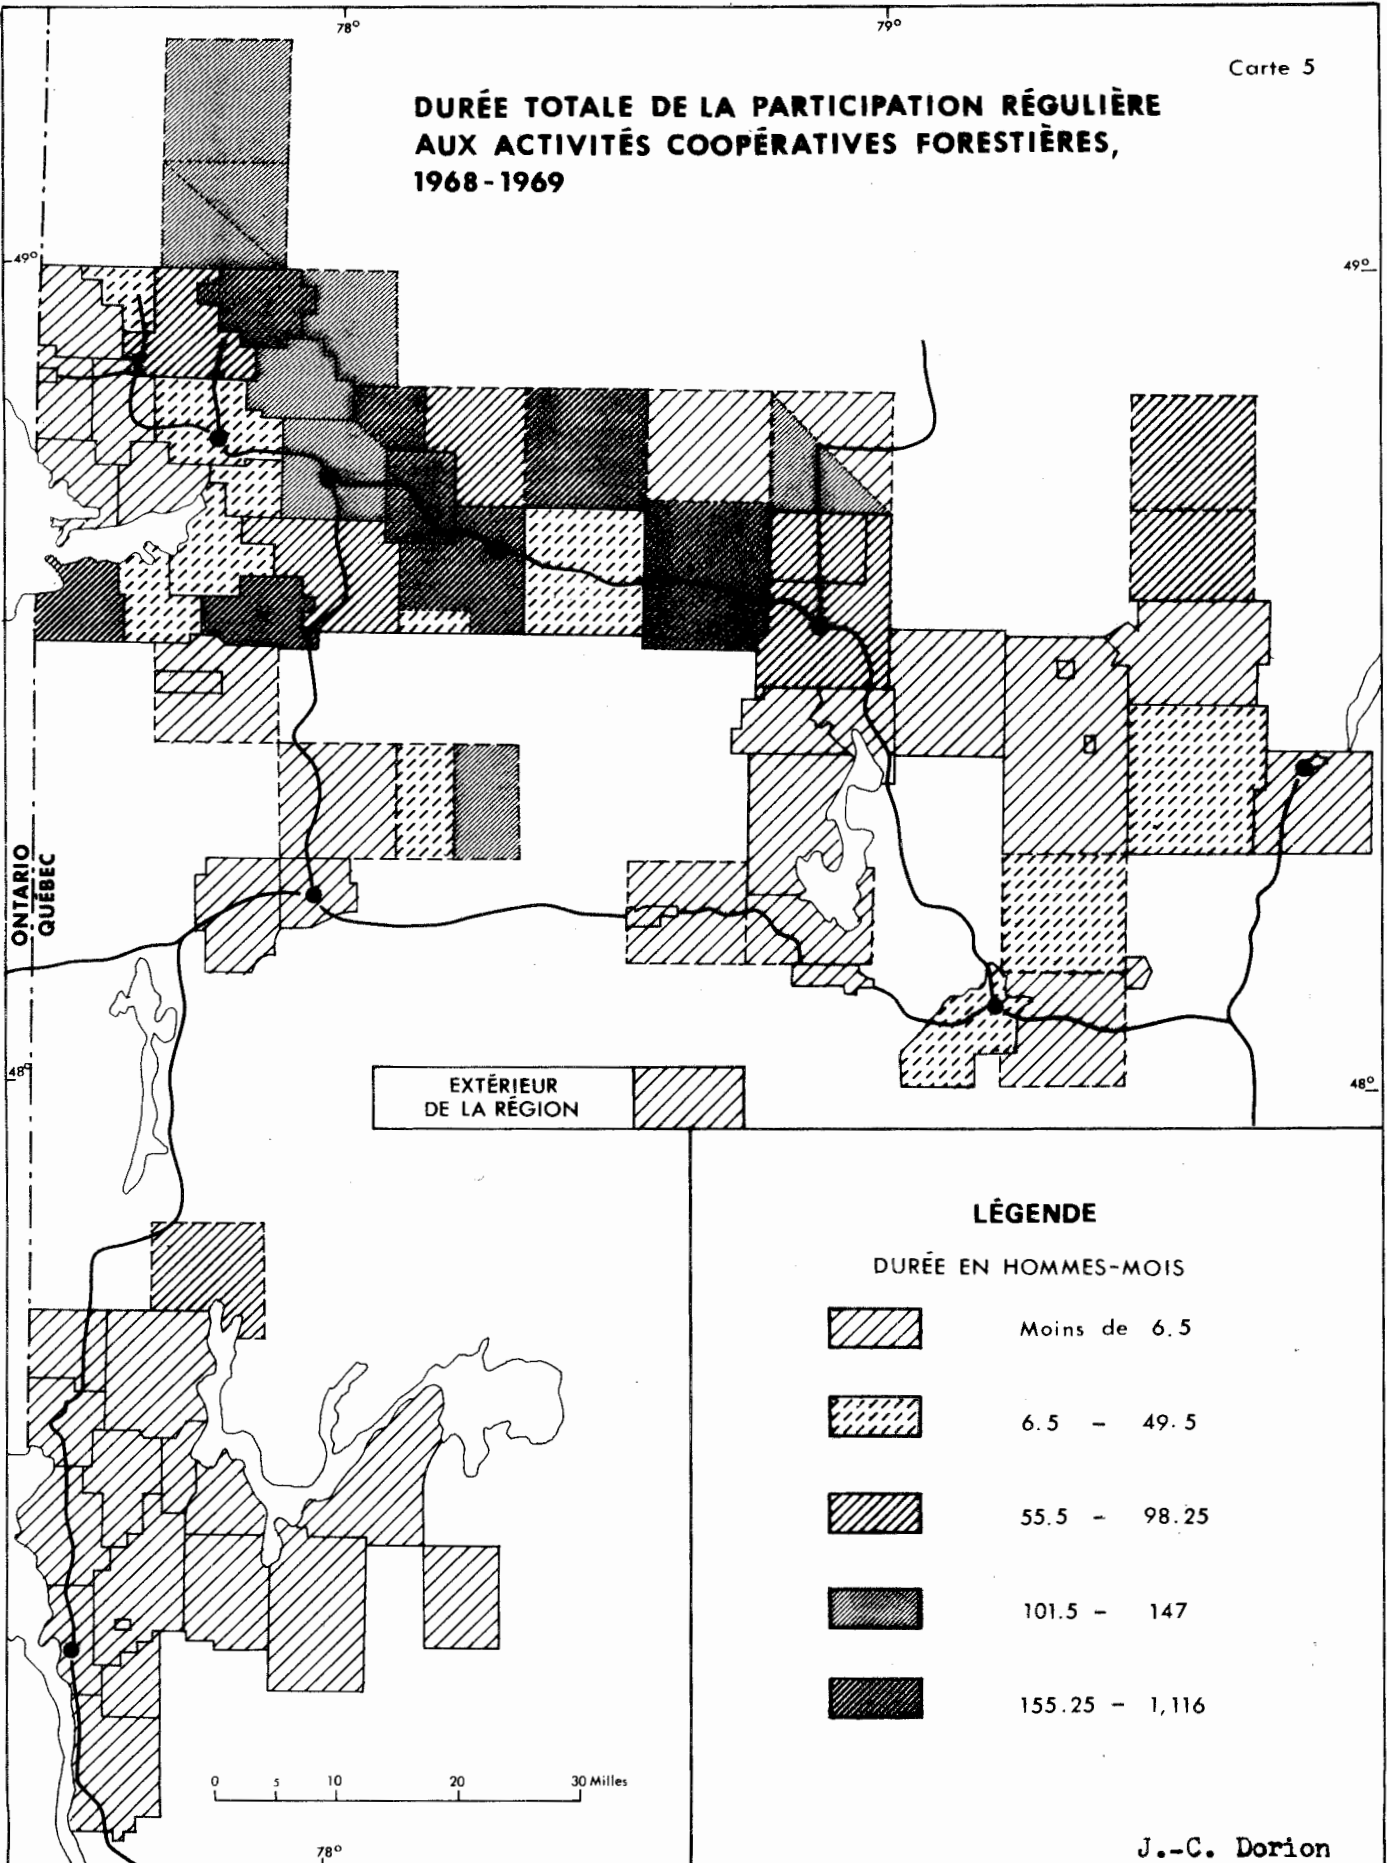 78°
79°
Carte 5
DURÉE TOTALE DE LA PARTICIPATION RÉGULIÈRE
AUX ACTIVITÉS COOPÉRATIVES FORESTIÈRES,
1968-1969
49°
49°
ONTARIO
QUÉBEC
48°
48°
EXTÉRIEUR
DE LA RÉGION
LÉGENDE
DURÉE EN HOMMES-MOIS
Moins de 6.5
6.5 - 49.5
55.5 - 98.25
101.5 - 147
155.25 - 1,116
0 5 10 20 30 Milles
78°
J.-C. Dorion